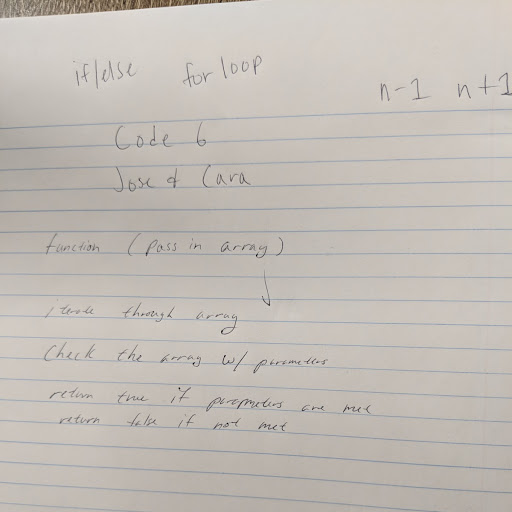 if/else for loop
n-1 n+1
Code 6
Jose & Cara
function (pass in array)
iterate through array
Check the array w/ parameters
return true if parameters are met
return false if not met